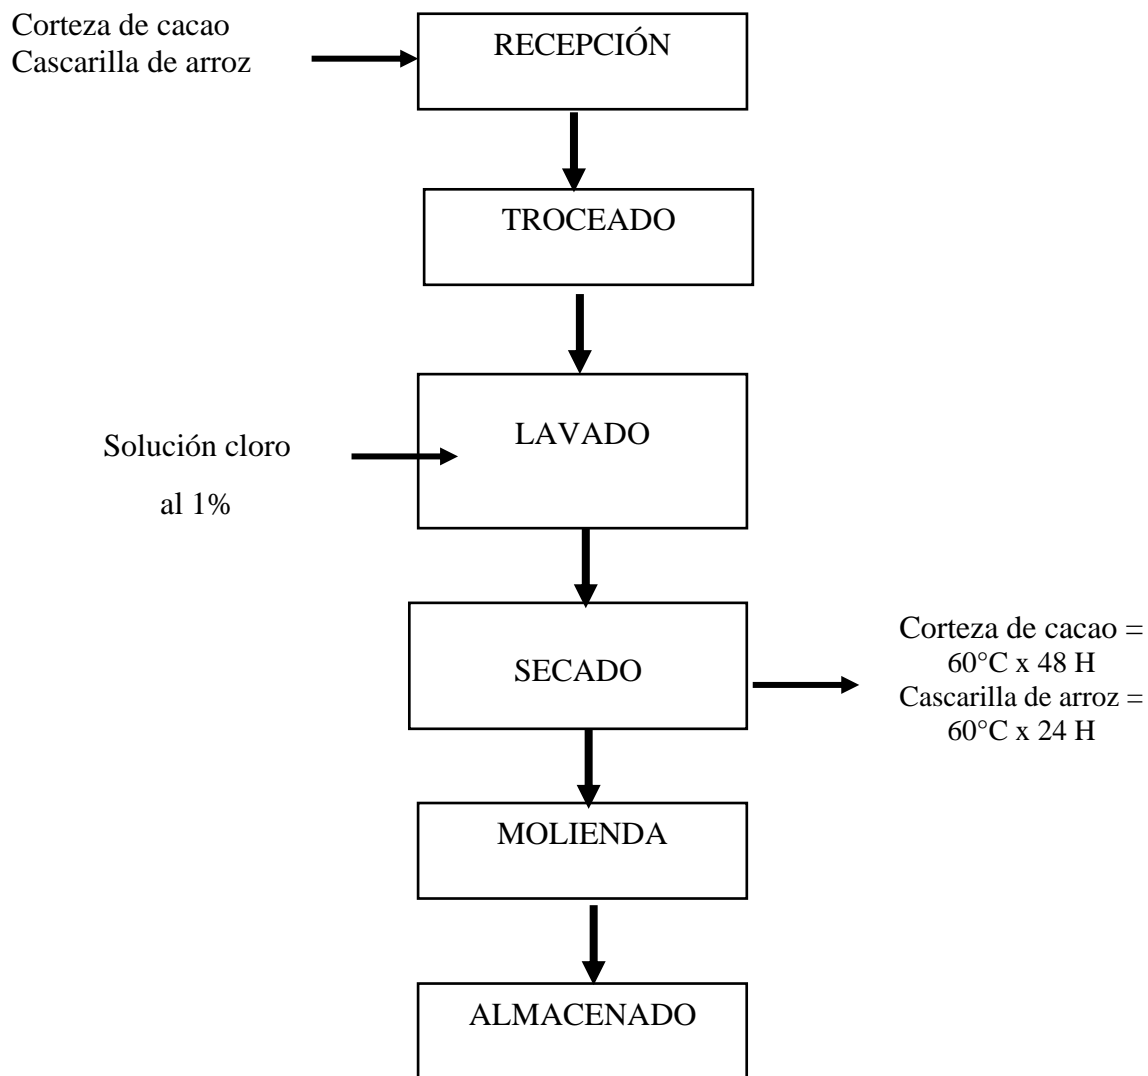 Corteza de cacao
Cascarilla de arroz
RECEPCIÓN
TROCEADO
LAVADO
Solución cloro
al 1%
SECADO
Corteza de cacao =
60°C x 48 H
Cascarilla de arroz =
60°C x 24 H
MOLIENDA
ALMACENADO